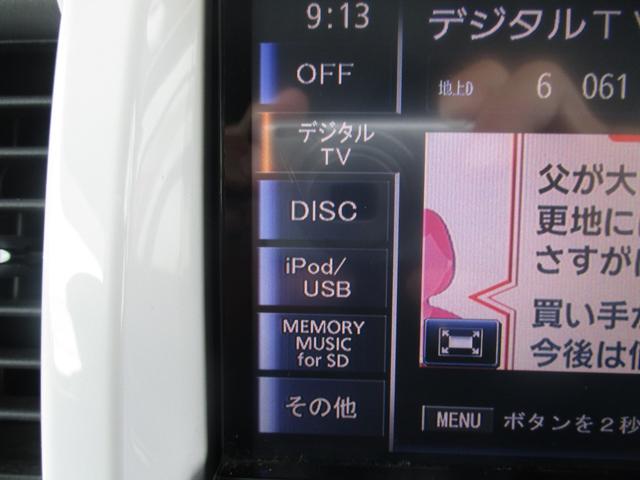 9:13
デジタルTV
OFF
地上D 6 061
デジタル
TV
DISC
iPod/
USB
MEMORY
MUSIC
for SD
その他
父が大
更地に
さすが
買い手
今後は
MENU ボタンを2秒